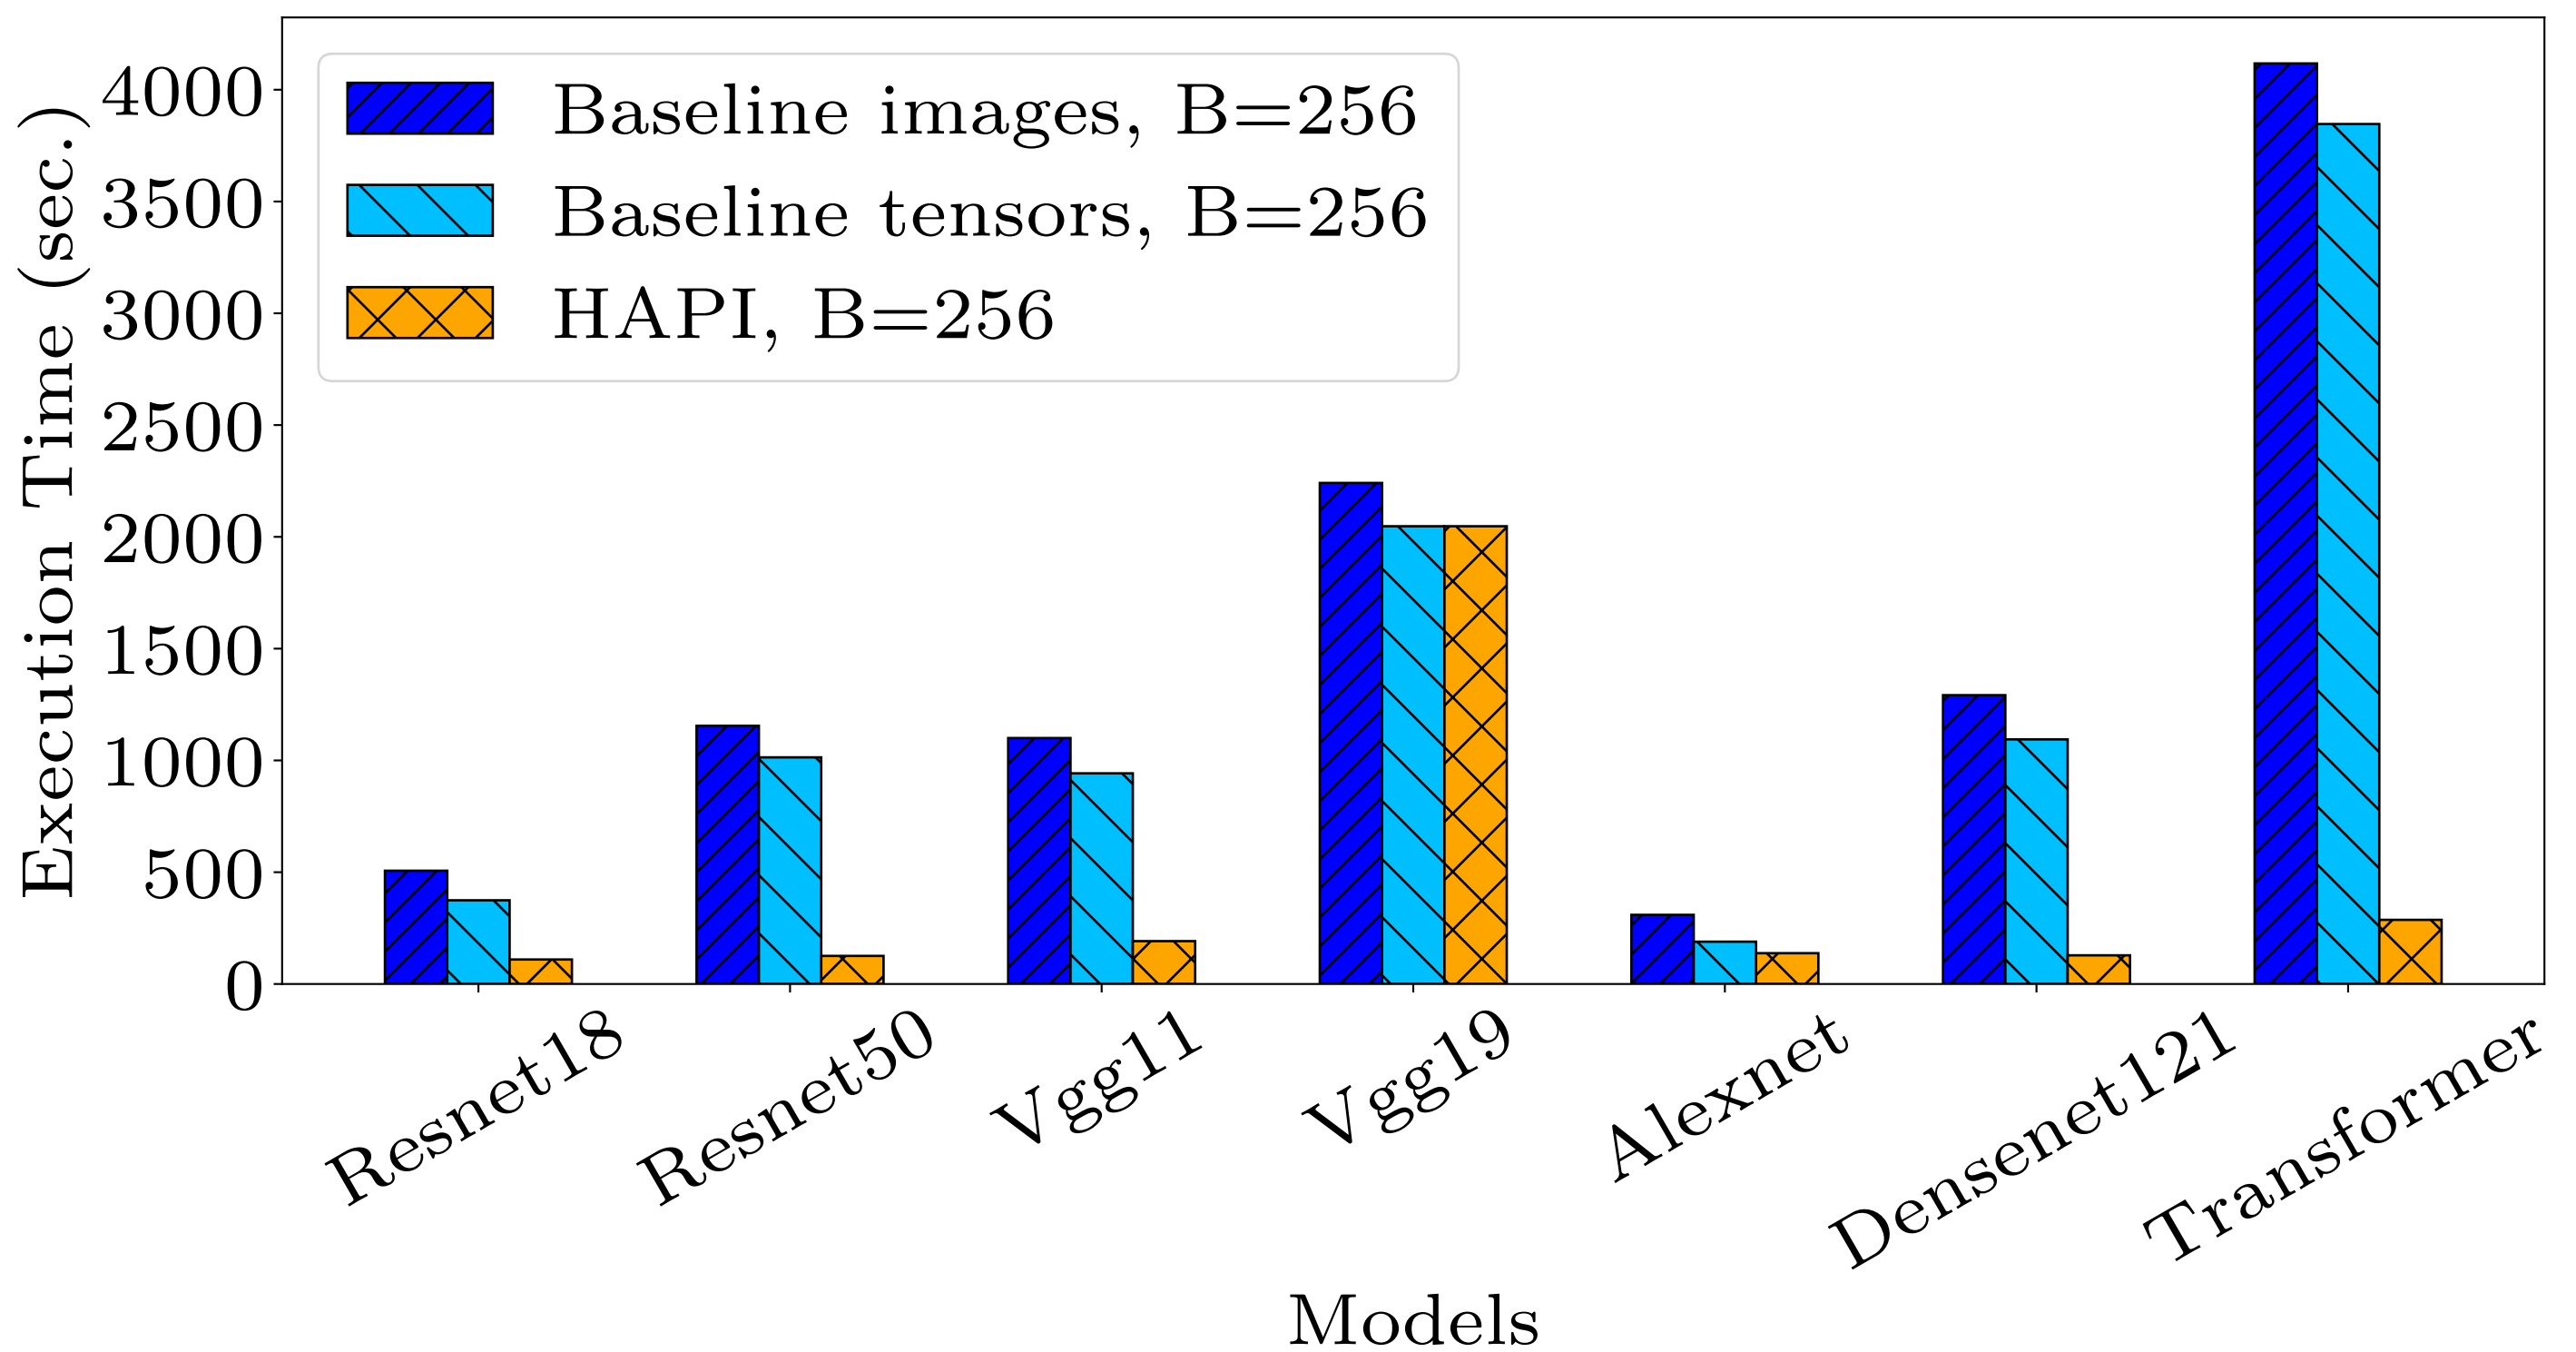 Execution Time (sec.)
4000
3500
3000
2500
2000
1500
1000
500
0
Baseline images, B=256
Baseline tensors, B=256
HAPI, B=256
Resnet18
Resnet50
Vgg11
Vgg19
Alexnet
Densenet121
Transformer
Models